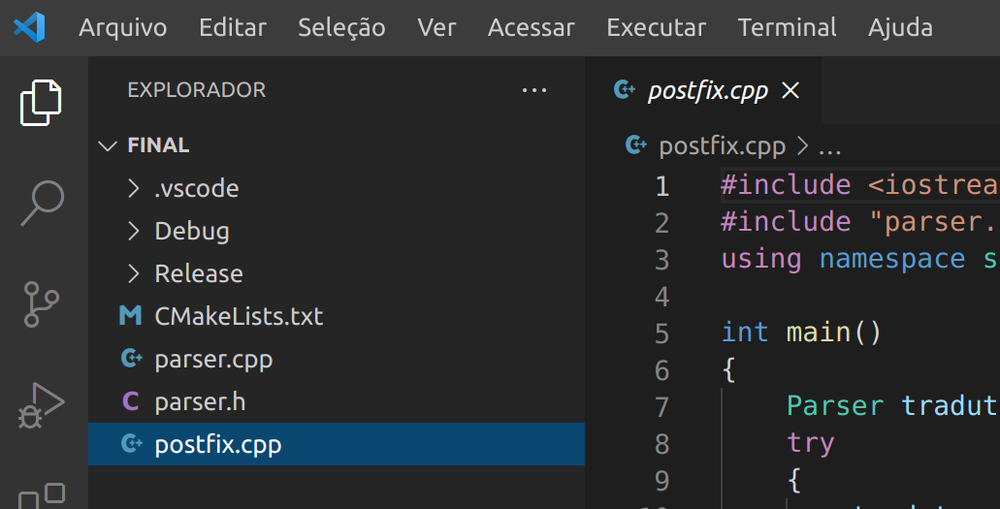 Arquivo Editar Seleção Ver Acessar Executar Terminal Ajuda
EXPLORADOR ...
FINAL
.vscode
Debug
Release
CMakeLists.txt
parser.cpp
parser.h
postfix.cpp
postfix.cpp
postfix.cpp > ...
1 #include <iostrea
2 #include "parser.
3 using namespace s
4
5 int main()
6 {
7 Parser tradut
8 try
9 {